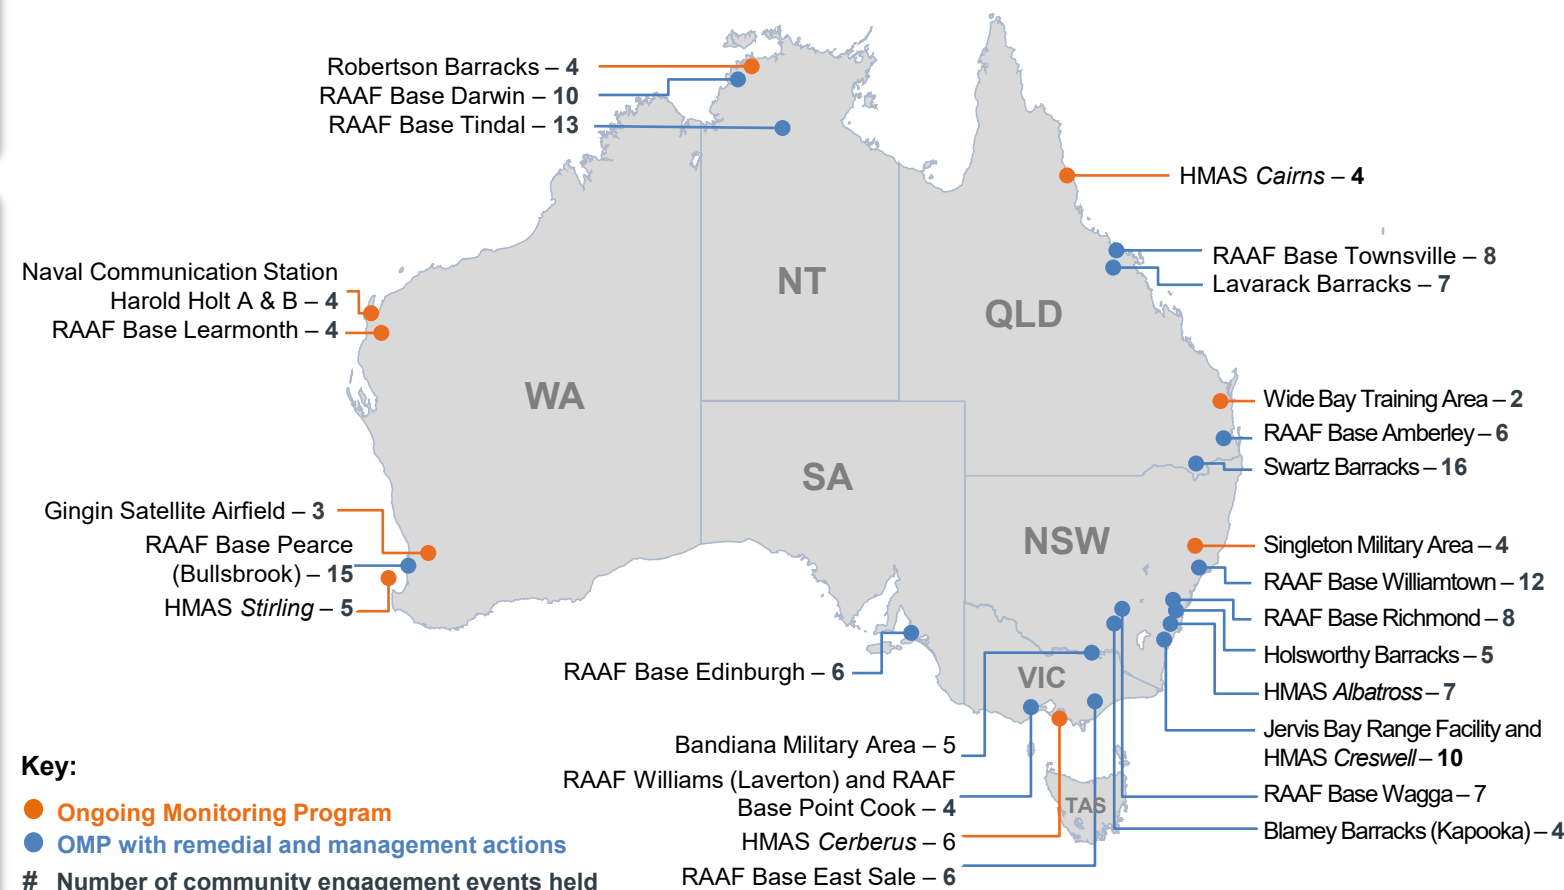 Robertson Barracks – 4
RAAF Base Darwin – 10
RAAF Base Tindal – 13
HMAS Cairns – 4
RAAF Base Townsville – 8
Lavarack Barracks – 7
Naval Communication Station
Harold Holt A & B – 4
RAAF Base Learmonth – 4
NT
QLD
WA
SA
NSW
VIC
TAS
Wide Bay Training Area – 2
RAAF Base Amberley – 6
Swartz Barracks – 16
Gingin Satellite Airfield – 3
RAAF Base Pearce
(Bullsbrook) – 15
HMAS Stirling – 5
Singleton Military Area – 4
RAAF Base Williamtown – 12
RAAF Base Richmond – 8
Holsworthy Barracks – 5
HMAS Albatross – 7
Jervis Bay Range Facility and
HMAS Creswell – 10
RAAF Base Wagga – 7
Blamey Barracks (Kapooka) – 4
RAAF Base Edinburgh – 6
Bandiana Military Area – 5
RAAF Williams (Laverton) and RAAF
Base Point Cook – 4
HMAS Cerberus – 6
RAAF Base East Sale – 6
Key:
Ongoing Monitoring Program
OMP with remedial and management actions
# Number of community engagement events held